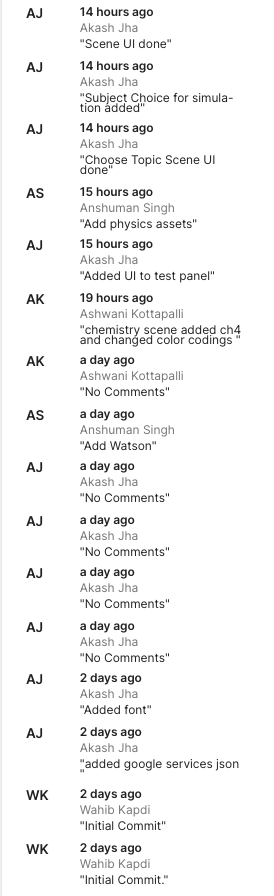 AJ 14 hours ago
Akash Jha
"Scene UI done"
AJ 14 hours ago
Akash Jha
"Subject Choice for simula-
tion added"
AJ 14 hours ago
Akash Jha
"Choose Topic Scene UI
done"
AS 15 hours ago
Anshuman Singh
"Add physics assets"
AJ 15 hours ago
Akash Jha
"Added UI to test panel"
AK 19 hours ago
Ashwani Kottapalli
"chemistry scene added ch4
and changed color codings "
AK a day ago
Ashwani Kottapalli
"No Comments"
AS a day ago
Anshuman Singh
"Add Watson"
AJ a day ago
Akash Jha
"No Comments"
AJ a day ago
Akash Jha
"No Comments"
AJ a day ago
Akash Jha
"No Comments"
AJ a day ago
Akash Jha
"No Comments"
AJ 2 days ago
Akash Jha
"Added font"
AJ 2 days ago
Akash Jha
"added google services json
"
WK 2 days ago
Wahib Kapdi
"Initial Commit"
WK 2 days ago
Wahib Kapdi
"Initial Commit."